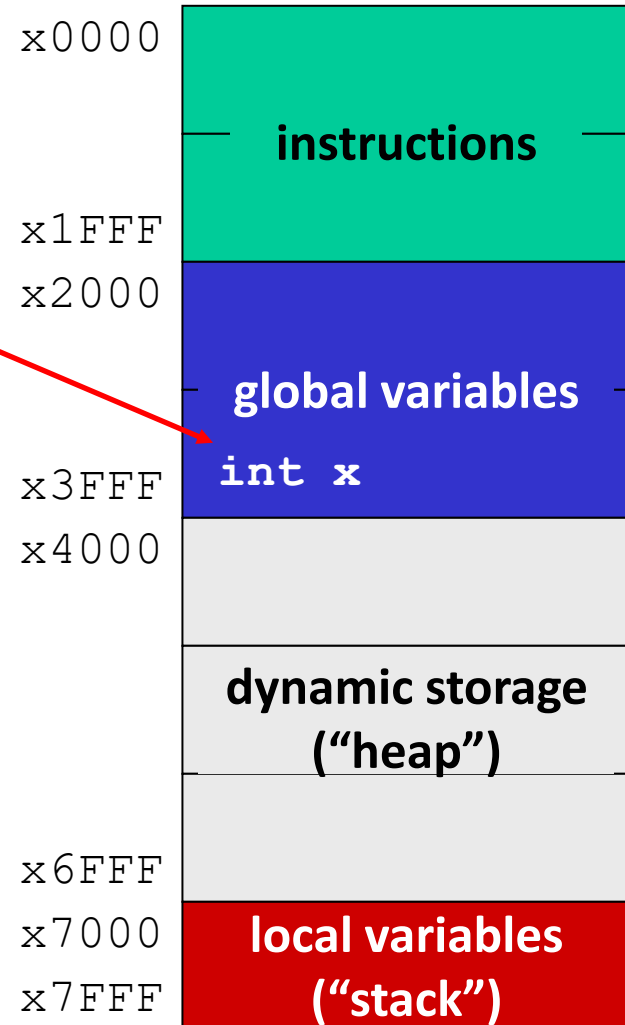 x0000
instructions
x1FFF
x2000
global variables
int x
x3FFF
x4000
dynamic storage
(“heap”)
x6FFF
x7000
local variables
x7FFF
(“stack”)